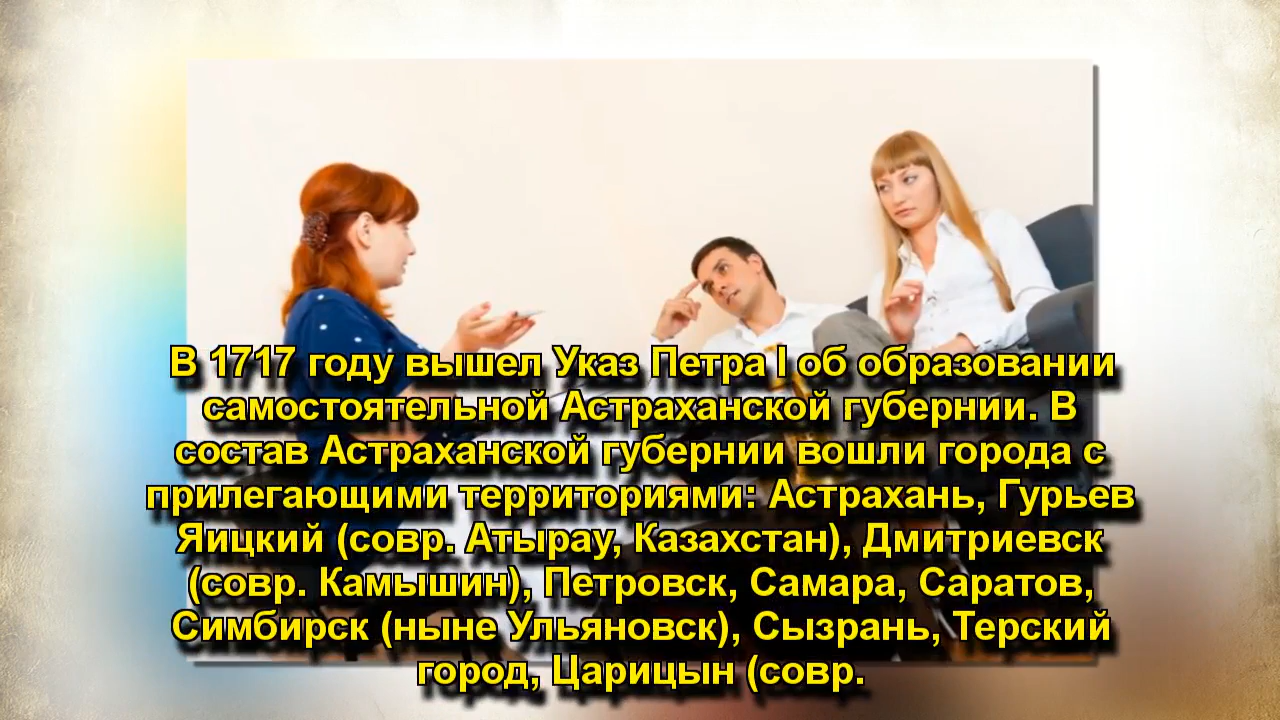 В 1717 году вышел Указ Петра I об образовании
самостоятельной Астраханской губернии. В
состав Астраханской губернии вошли города с
прилегающими территориями: Астрахань, Гурьев
Яицкий (совр. Атырау, Казахстан), Дмитриевск
(совр. Камышин), Петровск, Самара, Саратов,
Симбирск (ныне Ульяновск), Сызрань, Терский
город, Царицын (совр.